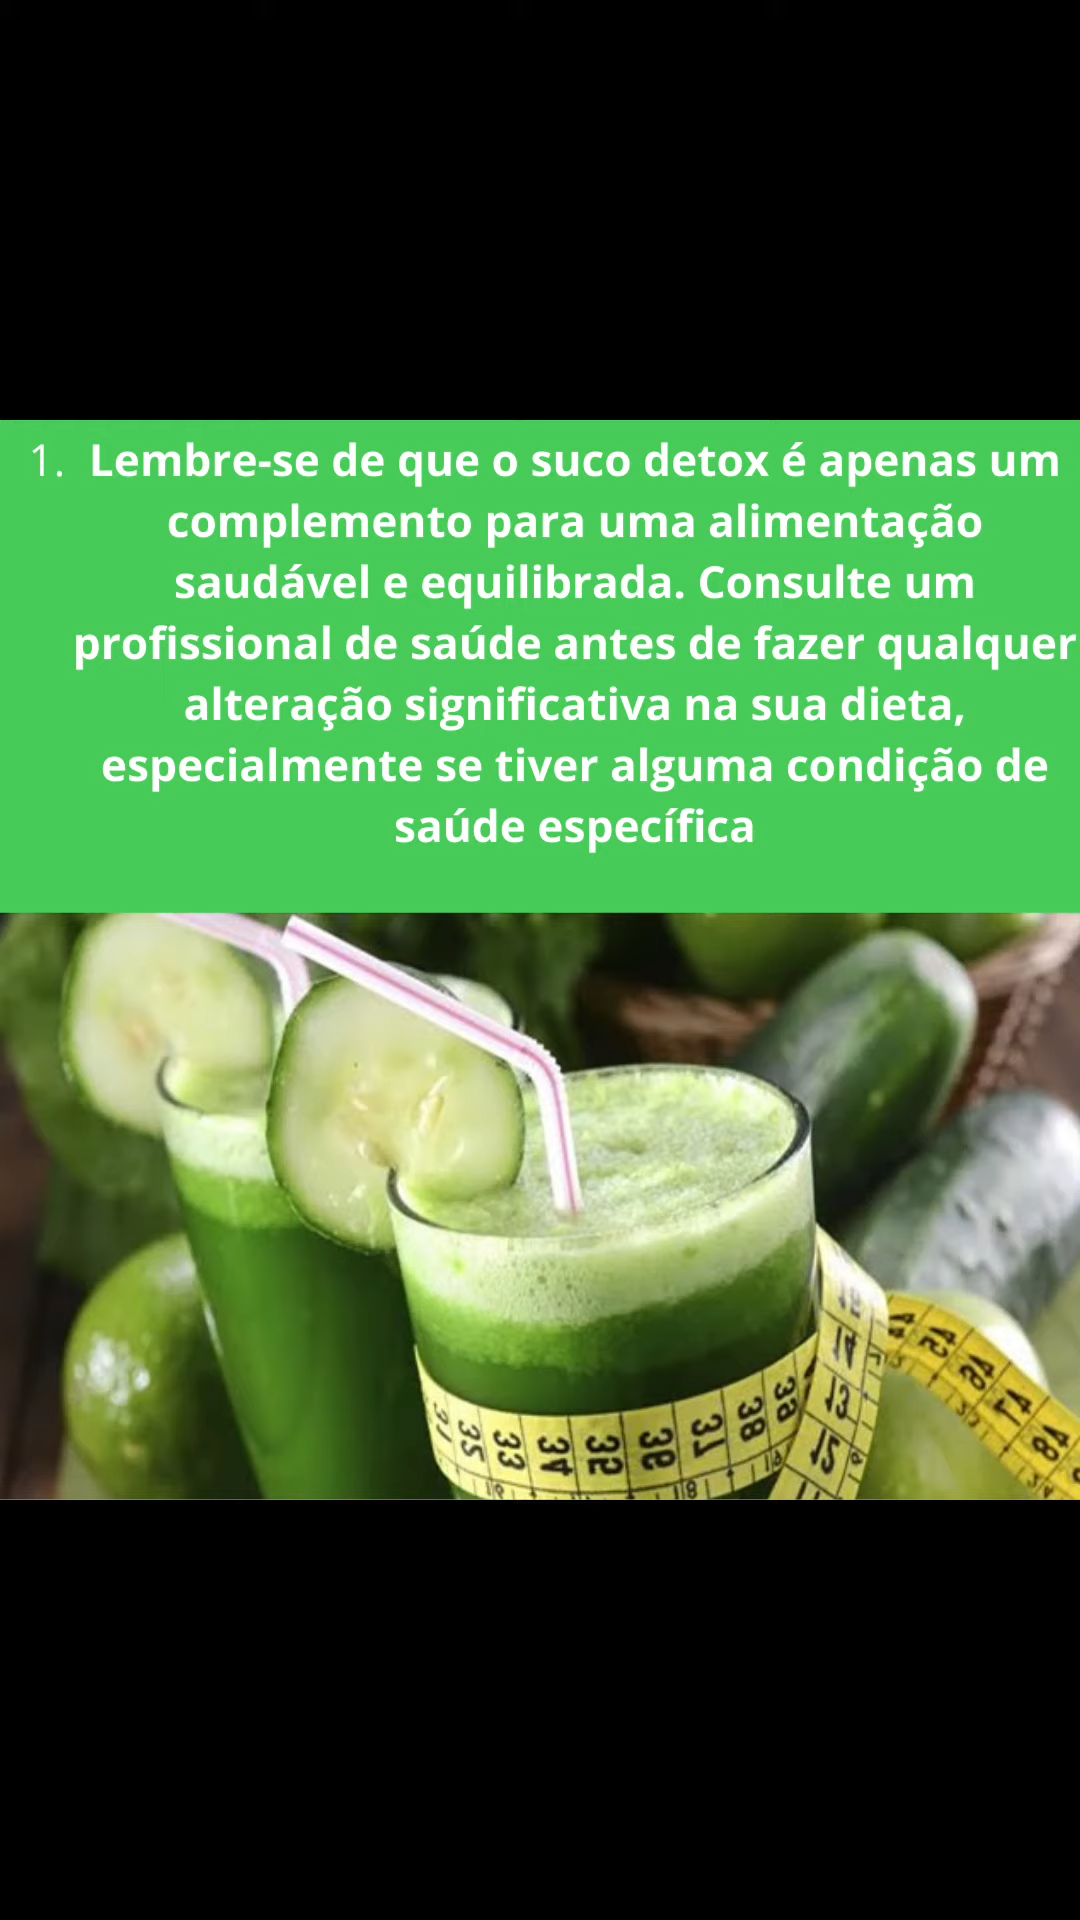 1. Lembre-se de que o suco detox é apenas um
complemento para uma alimentação
saudável e equilibrada. Consulte um
profissional de saúde antes de fazer qualquer
alteração significativa na sua dieta,
especialmente se tiver alguma condição de
saúde específica